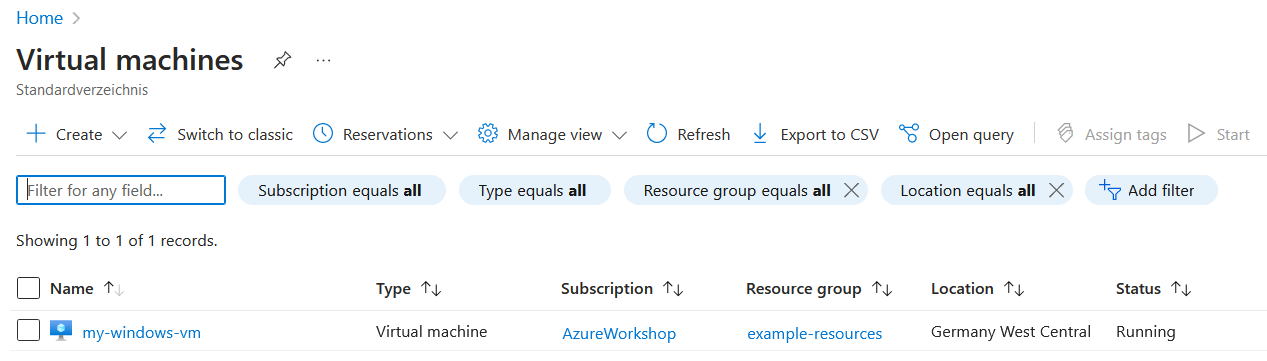 Home
Virtual machines
Standardverzeichnis
Create Switch to classic Reservations Manage view Refresh Export to CSV Open query Assign tags Start
Filter for any field... Subscription equals all Type equals all Resource group equals all Location equals all Add filter
Showing 1 to 1 of 1 records.
Name Type Subscription Resource group Location Status
my-windows-vm Virtual machine AzureWorkshop example-resources Germany West Central Running